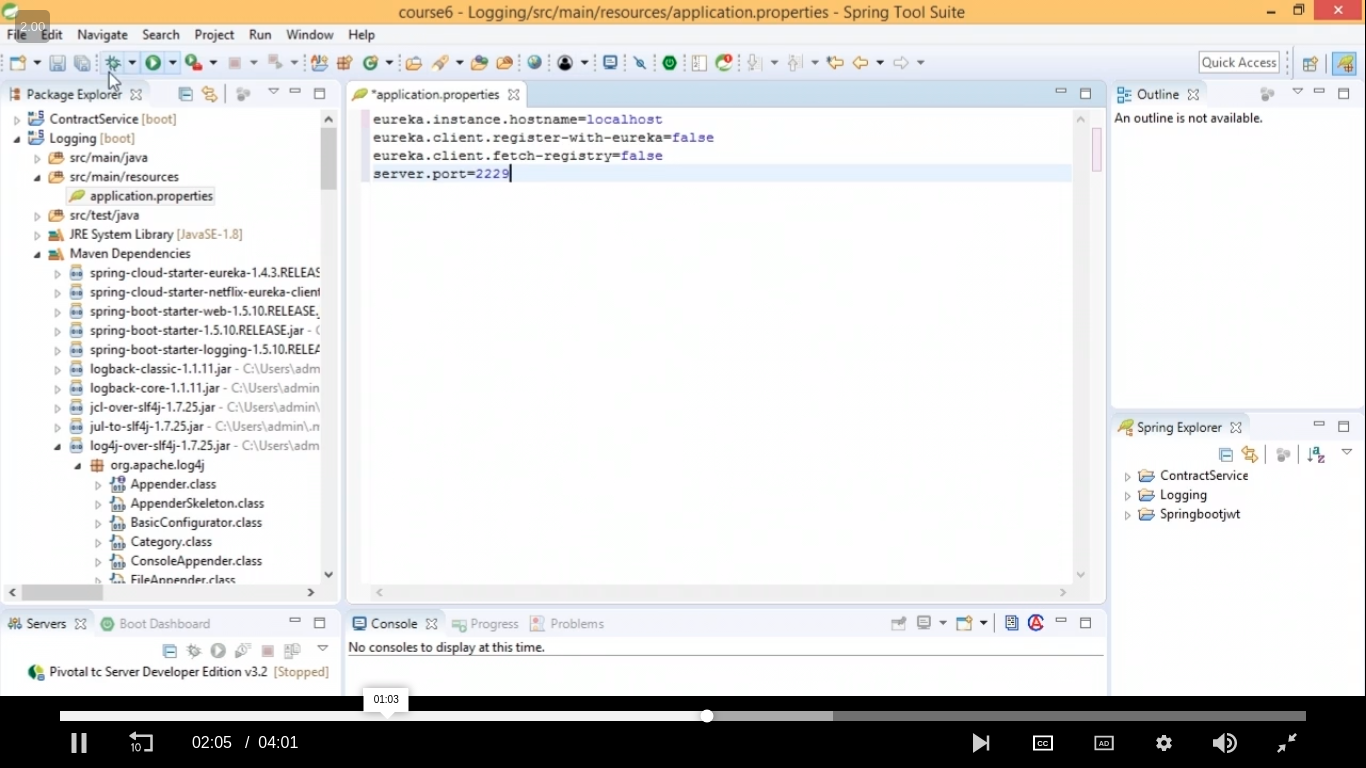 course6 - Logging/src/main/resources/application.properties - Spring Tool Suite
2.00
File Edit Navigate Search Project Run Window Help
Quick Access
Package Explorer
ContractService [boot]
Logging [boot]
src/main/java
src/main/resources
application.properties
src/test/java
JRE System Library [JavaSE-1.8]
Maven Dependencies
spring-cloud-starter-eureka-1.4.3.RELEAS
spring-cloud-starter-netflix-eureka-client
spring-boot-starter-web-1.5.10.RELEASE.
spring-boot-starter-1.5.10.RELEASE.jar - C
spring-boot-starter-logging-1.5.10.RELEA
logback-classic-1.1.11.jar - C:\Users\adm
logback-core-1.1.11.jar - C:\Users\admin
jcl-over-slf4j-1.7.25.jar - C:\Users\admin\
jul-to-slf4j-1.7.25.jar - C:\Users\admin\.m
log4j-over-slf4j-1.7.25.jar - C:\Users\adm
org.apache.log4j
Appender.class
AppenderSkeleton.class
BasicConfigurator.class
Category.class
ConsoleAppender.class
FileAppender.class
*application.properties
eureka.instance.hostname=localhost
eureka.client.register-with-eureka=false
eureka.client.fetch-registry=false
server.port=2229
Outline
An outline is not available.
Spring Explorer
ContractService
Logging
Springbootjwt
Servers Boot Dashboard
Pivotal tc Server Developer Edition v3.2 [Stopped]
Console Progress Problems
No consoles to display at this time.
01:03
10
02:05 / 04:01
CC
AD